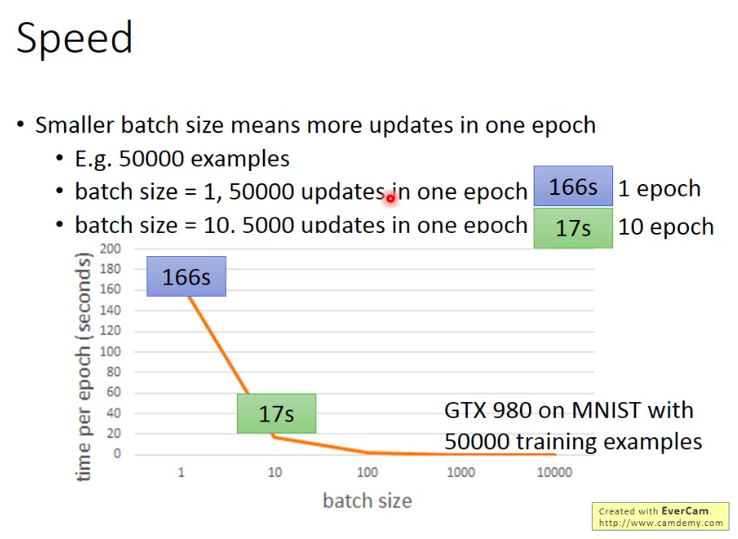 Speed
• Smaller batch size means more updates in one epoch
• E.g. 50000 examples
• batch size = 1, 50000 updates in one epoch 166s 1 epoch
• batch size = 10. 5000 updates in one epoch 17s 10 epoch
200
180
160
140
120
100
80
60
40
20
0
time per epoch (seconds)
166s
17s
GTX 980 on MNIST with
50000 training examples
1 10 100 1000 10000
batch size
Created with EverCam.
http://www.camdemy.com